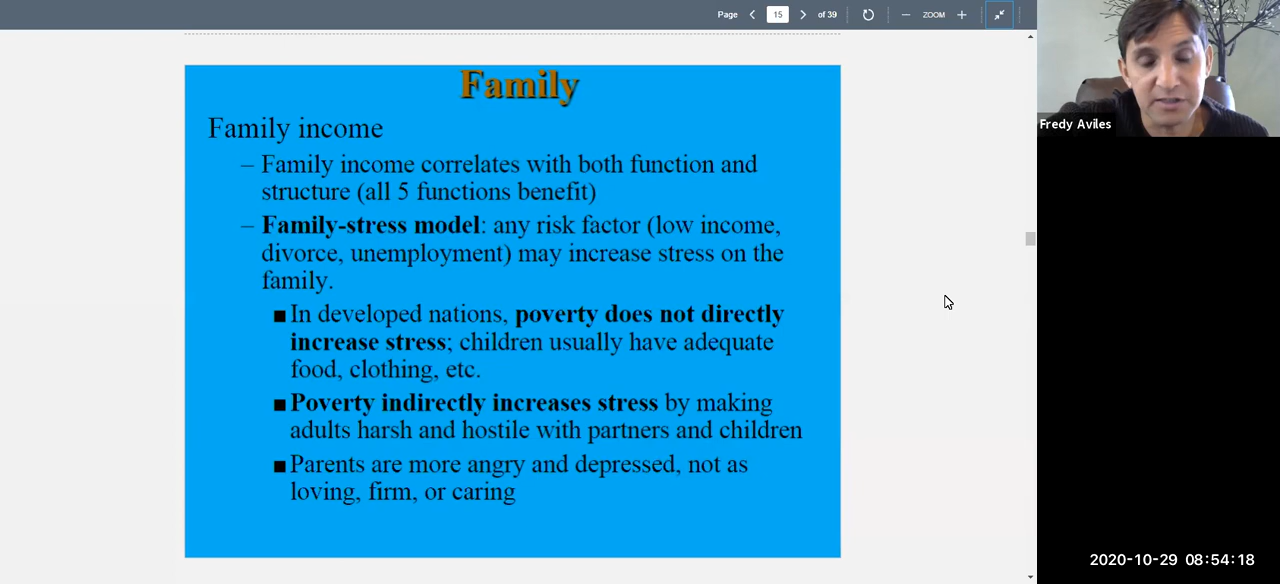 Page 15 of 39 ZOOM
Family
Family income
– Family income correlates with both function and
structure (all 5 functions benefit)
– Family-stress model: any risk factor (low income,
divorce, unemployment) may increase stress on the
family.
■ In developed nations, poverty does not directly
increase stress; children usually have adequate
food, clothing, etc.
■ Poverty indirectly increases stress by making
adults harsh and hostile with partners and children
■ Parents are more angry and depressed, not as
loving, firm, or caring
Fredy Aviles
2020-10-29 08:54:18